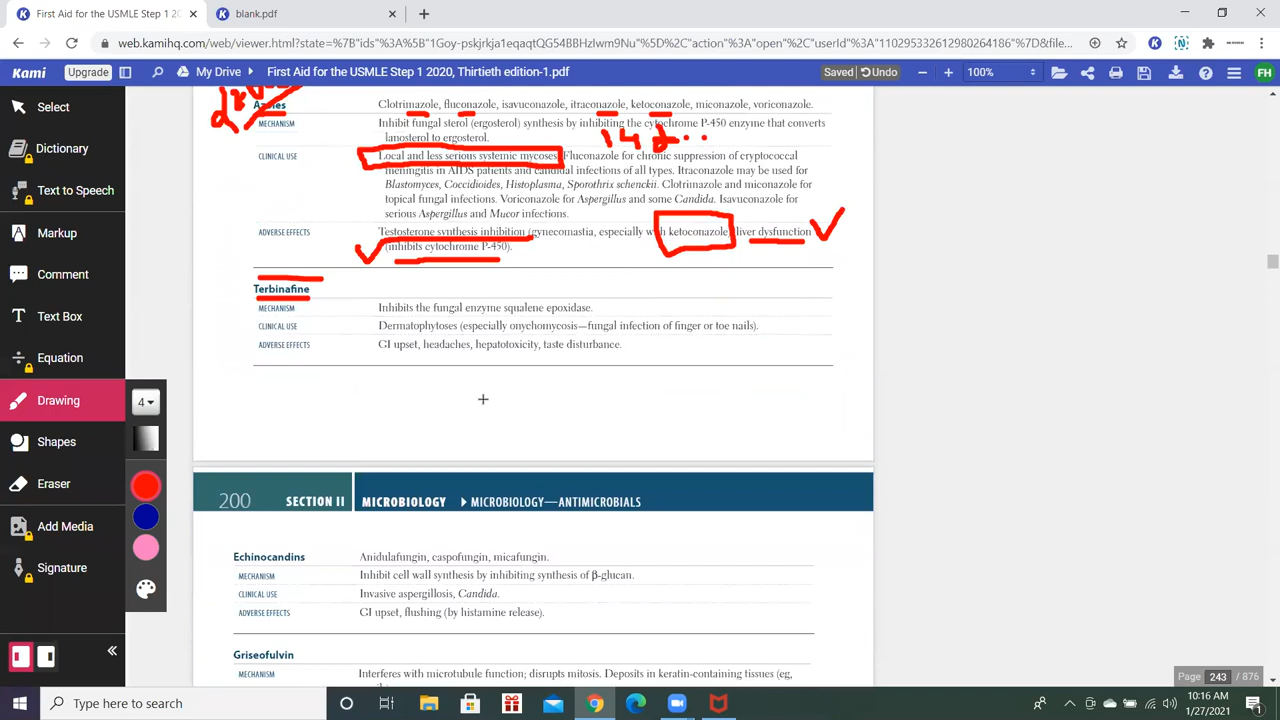 First Aid for the USMLE Step 1 20 × blank.pdf × +
web.kamihq.com/web/viewer.html?state=%7B"ids"%3A%5B"1Goy-pskjrkja1eqaqtQG54BBHzlwm9Nu"%5D%2C"action"%3A"open"%2C"userId"%3A"110295332612980264186"%7D&file...
Kami Upgrade My Drive First Aid for the USMLE Step 1 2020, Thirtieth edition-1.pdf Saved Undo 100% FH
Select
Dictionary
Text to Speech
Markup
Comment
Text Box
Equation
Drawing
4
Shapes
Eraser
Add Media
Signature
Azoles Clotrimazole, fluconazole, isavuconazole, itraconazole, ketoconazole, miconazole, voriconazole.
MECHANISM Inhibit fungal sterol (ergosterol) synthesis by inhibiting the cytochrome P-450 enzyme that converts
lanosterol to ergosterol.
14
CLINICAL USE Local and less serious systemic mycoses. Fluconazole for chronic suppression of cryptococcal
meningitis in AIDS patients and candidal infections of all types. Itraconazole may be used for
Blastomyces, Coccidioides, Histoplasma, Sporothrix schenckii. Clotrimazole and miconazole for
topical fungal infections. Voriconazole for Aspergillus and some Candida. Isavuconazole for
serious Aspergillus and Mucor infections.
ADVERSE EFFECTS Testosterone synthesis inhibition (gynecomastia, especially with ketoconazole liver dysfunction
(inhibits cytochrome P-450).
Terbinafine
MECHANISM Inhibits the fungal enzyme squalene epoxidase.
CLINICAL USE Dermatophytoses (especially onychomycosis—fungal infection of finger or toe nails).
ADVERSE EFFECTS GI upset, headaches, hepatotoxicity, taste disturbance.
200 SECTION II MICROBIOLOGY ▶ MICROBIOLOGY—ANTIMICROBIALS
Echinocandins Anidulafungin, caspofungin, micafungin.
MECHANISM Inhibit cell wall synthesis by inhibiting synthesis of β-glucan.
CLINICAL USE Invasive aspergillosis, Candida.
ADVERSE EFFECTS GI upset, flushing (by histamine release).
Griseofulvin
MECHANISM Interferes with microtubule function; disrupts mitosis. Deposits in keratin-containing tissues (eg,
Page 243 / 876
Type here to search
10:16 AM
1/27/2021